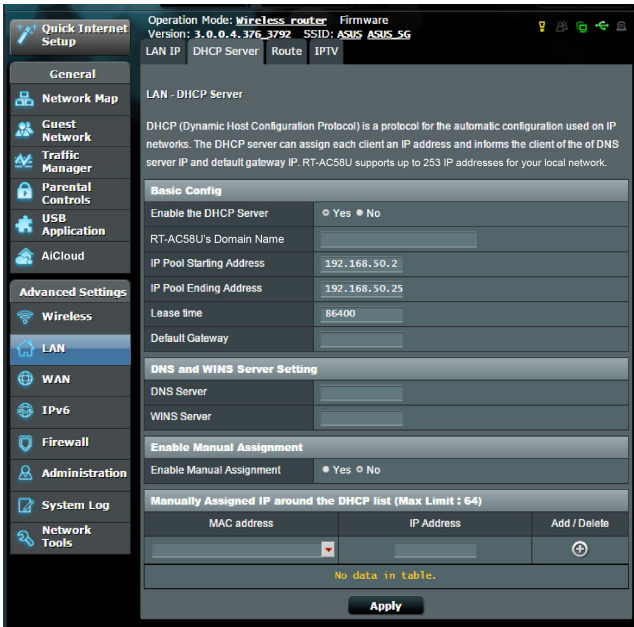 Quick Internet
Setup
Operation Mode: Wireless router Firmware
Version: 3.0.0.4.376_3792 SSID: ASUS ASUS_5G
LAN IP DHCP Server Route IPTV
General
Network Map
Guest
Network
Traffic
Manager
Parental
Controls
USB
Application
AiCloud
Advanced Settings
Wireless
LAN
WAN
IPv6
Firewall
Administration
System Log
Network
Tools
LAN - DHCP Server
DHCP (Dynamic Host Configuration Protocol) is a protocol for the automatic configuration used on IP
networks. The DHCP server can assign each client an IP address and informs the client of the of DNS
server IP and default gateway IP. RT-AC58U supports up to 253 IP addresses for your local network.
Basic Config
Enable the DHCP Server Yes No
RT-AC58U's Domain Name
IP Pool Starting Address 192.168.50.2
IP Pool Ending Address 192.168.50.25
Lease time 86400
Default Gateway
DNS and WINS Server Setting
DNS Server
WINS Server
Enable Manual Assignment
Enable Manual Assignment Yes No
Manually Assigned IP around the DHCP list (Max Limit : 64)
MAC address IP Address Add / Delete
No data in table.
Apply